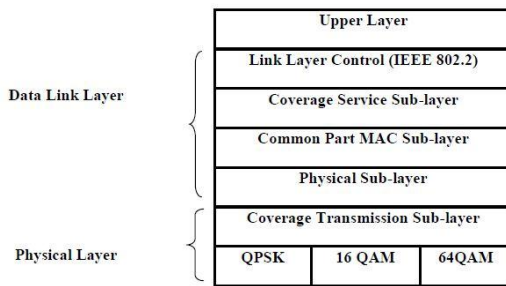 Upper Layer
Link Layer Control (IEEE 802.2)
Data Link Layer
Coverage Service Sub-layer
Common Part MAC Sub-layer
Physical Sub-layer
Coverage Transmission Sub-layer
Physical Layer
QPSK 16 QAM 64QAM